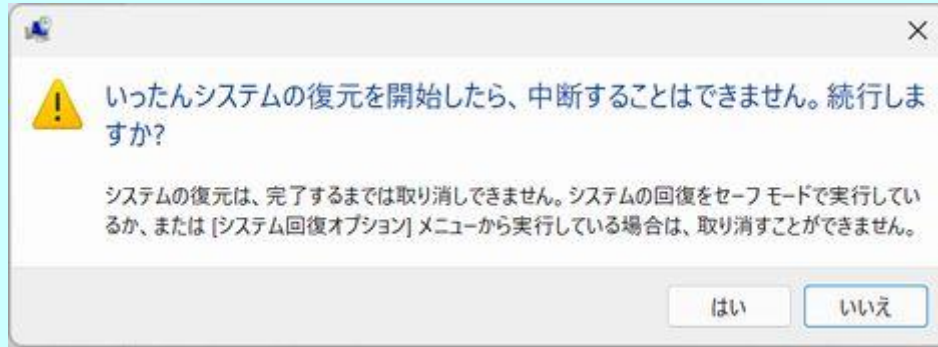 いったんシステムの復元を開始したら、中断することはできません。続行しま
すか?
システムの復元は、完了するまでは取り消しできません。システムの回復をセーフ モードで実行してい
るか、または [システム回復オプション] メニューから実行している場合は、取り消すことができません。
はい
いいえ